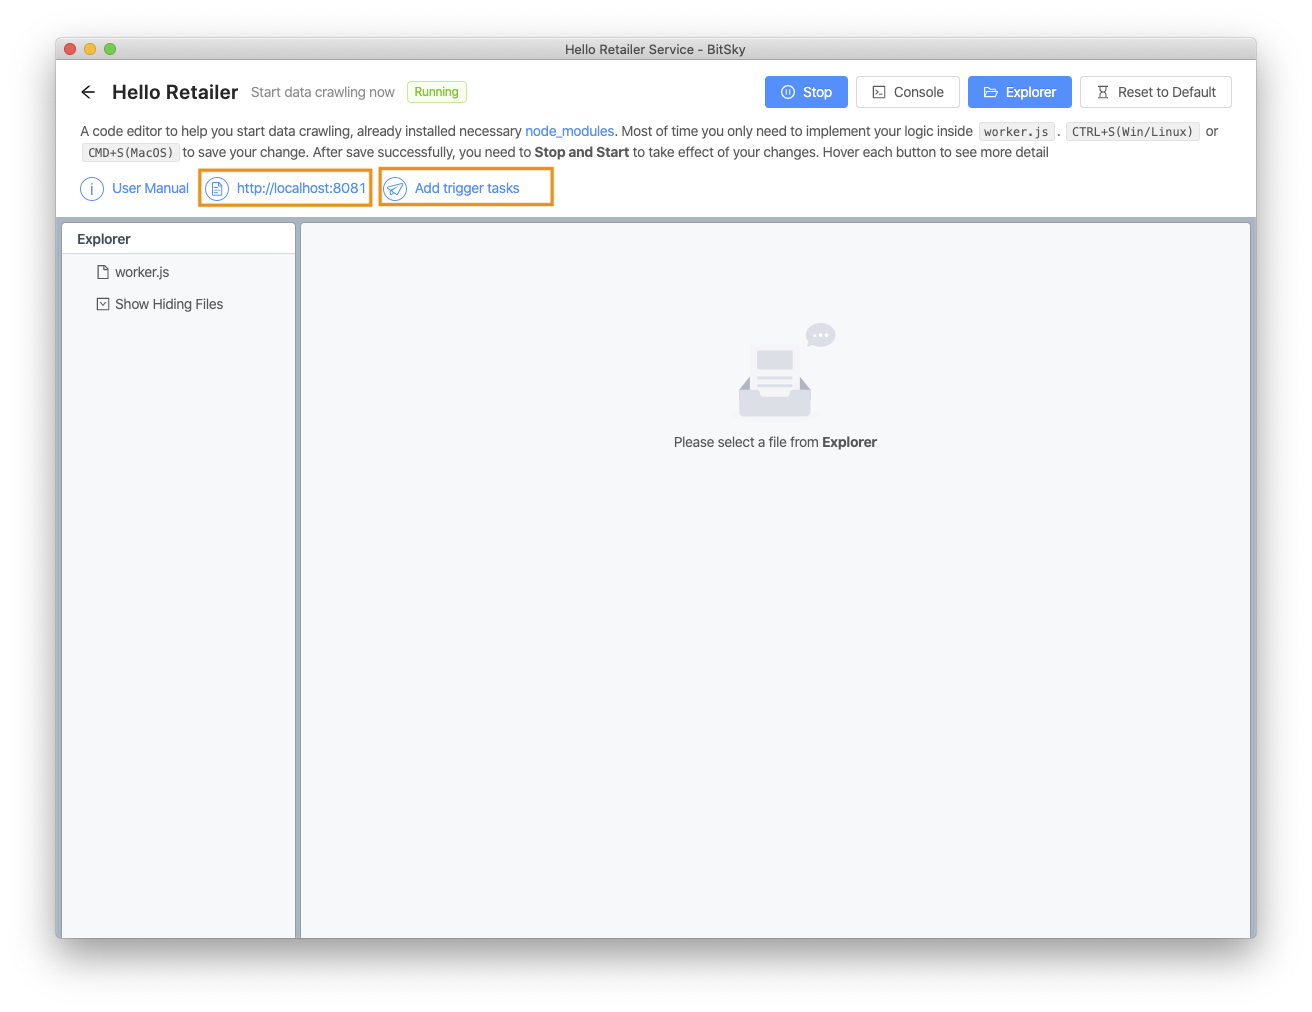 Hello Retailer Service - BitSky
Hello Retailer Start data crawling now Running Stop Console Explorer Reset to Default
A code editor to help you start data crawling, already installed necessary node_modules. Most of time you only need to implement your logic inside worker.js . CTRL+S(Win/Linux) or
CMD+S(MacOS) to save your change. After save successfully, you need to Stop and Start to take effect of your changes. Hover each button to see more detail
User Manual http://localhost:8081 Add trigger tasks
Explorer
worker.js
Show Hiding Files
Please select a file from Explorer